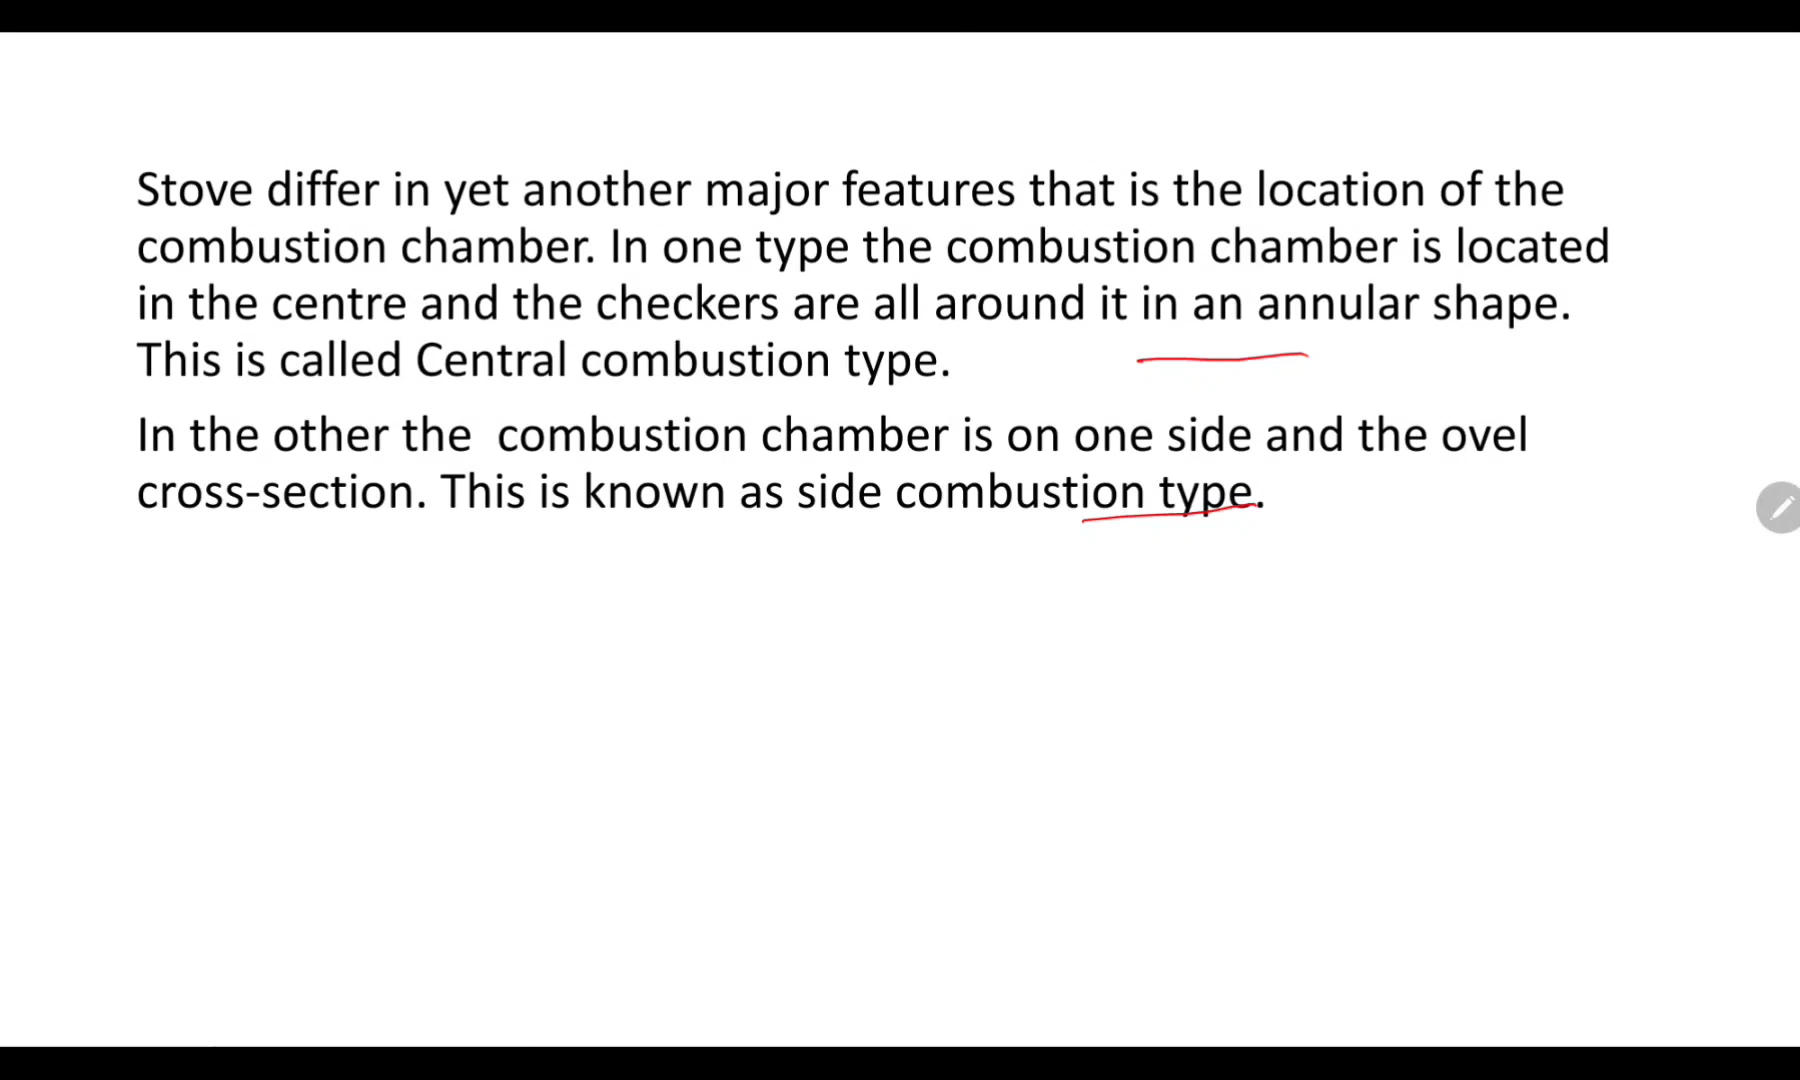 Stove differ in yet another major features that is the location of the
combustion chamber. In one type the combustion chamber is located
in the centre and the checkers are all around it in an annular shape.
This is called Central combustion type.
In the other the  combustion chamber is on one side and the ovel
cross-section. This is known as side combustion type.